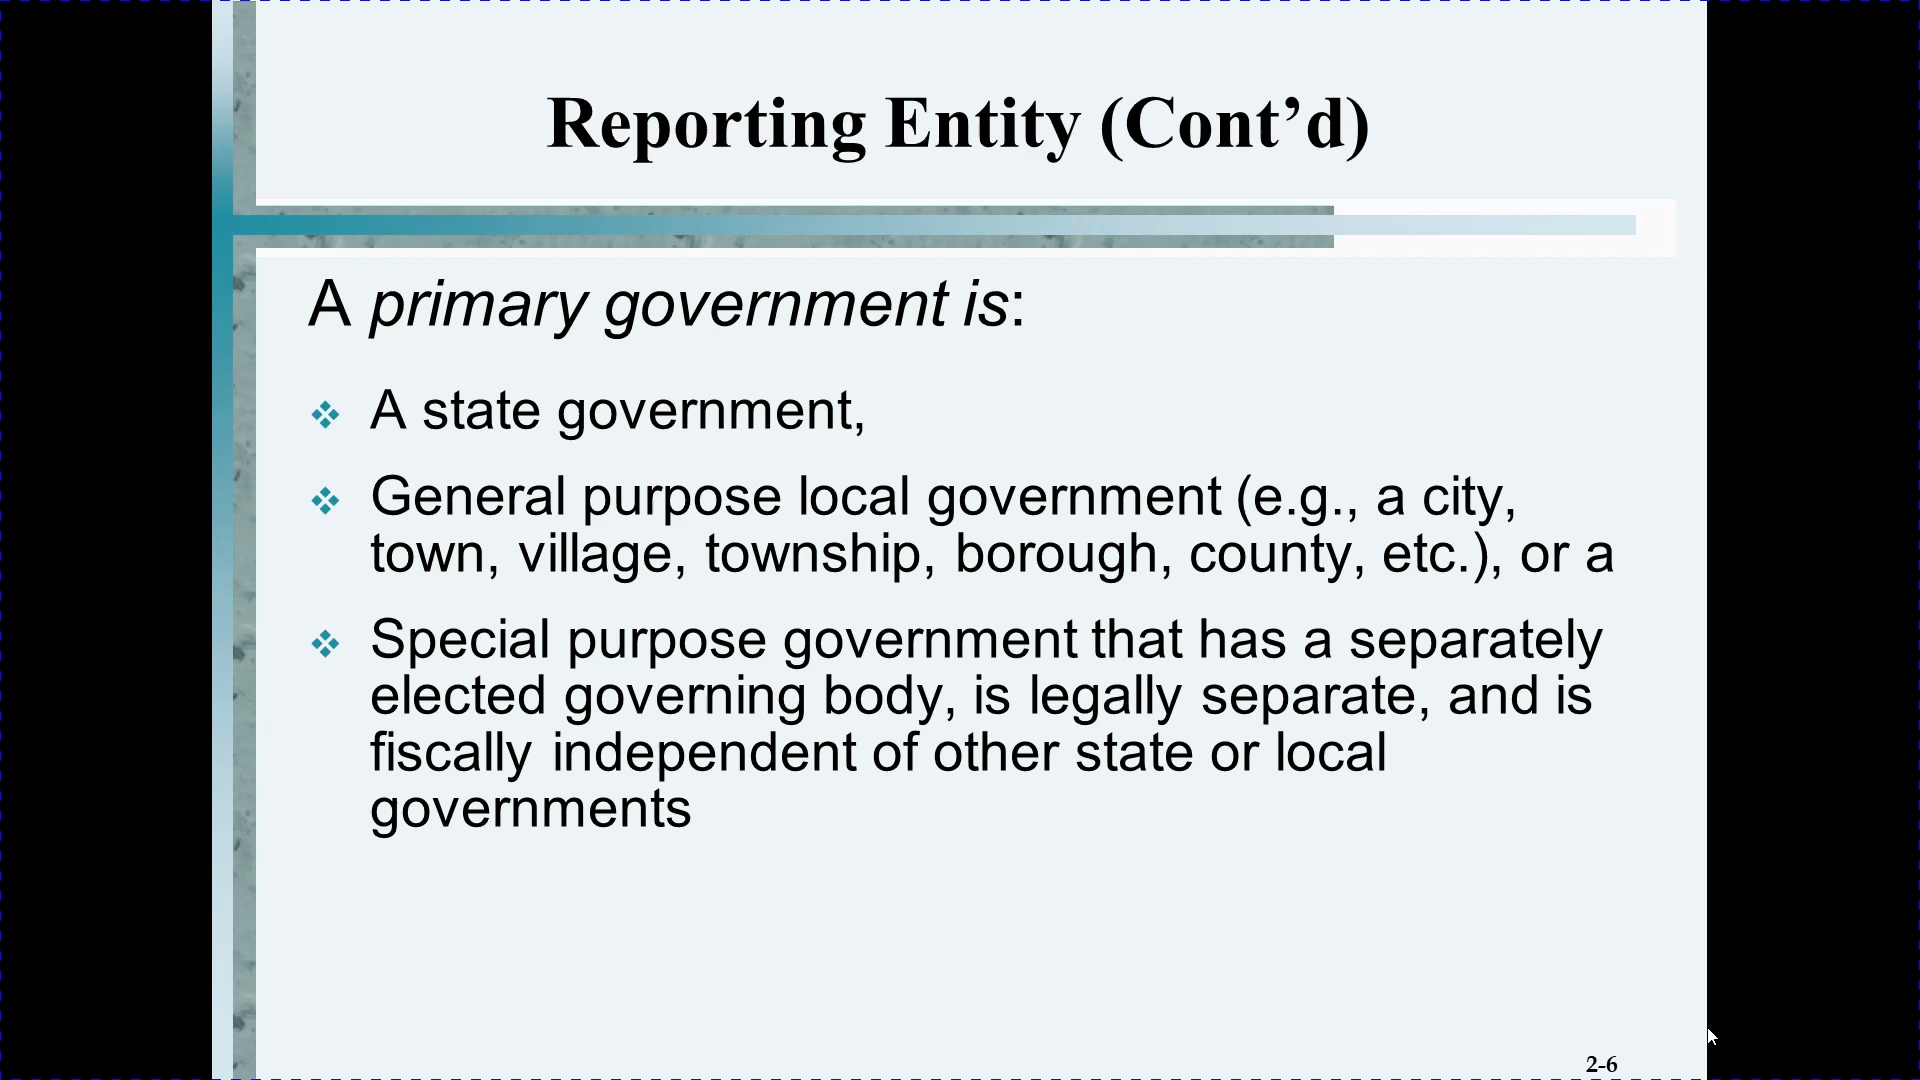 Reporting Entity (Cont’d)
A primary government is:
❖ A state government,
❖ General purpose local government (e.g., a city,
town, village, township, borough, county, etc.), or a
❖ Special purpose government that has a separately
elected governing body, is legally separate, and is
fiscally independent of other state or local
governments
2-6